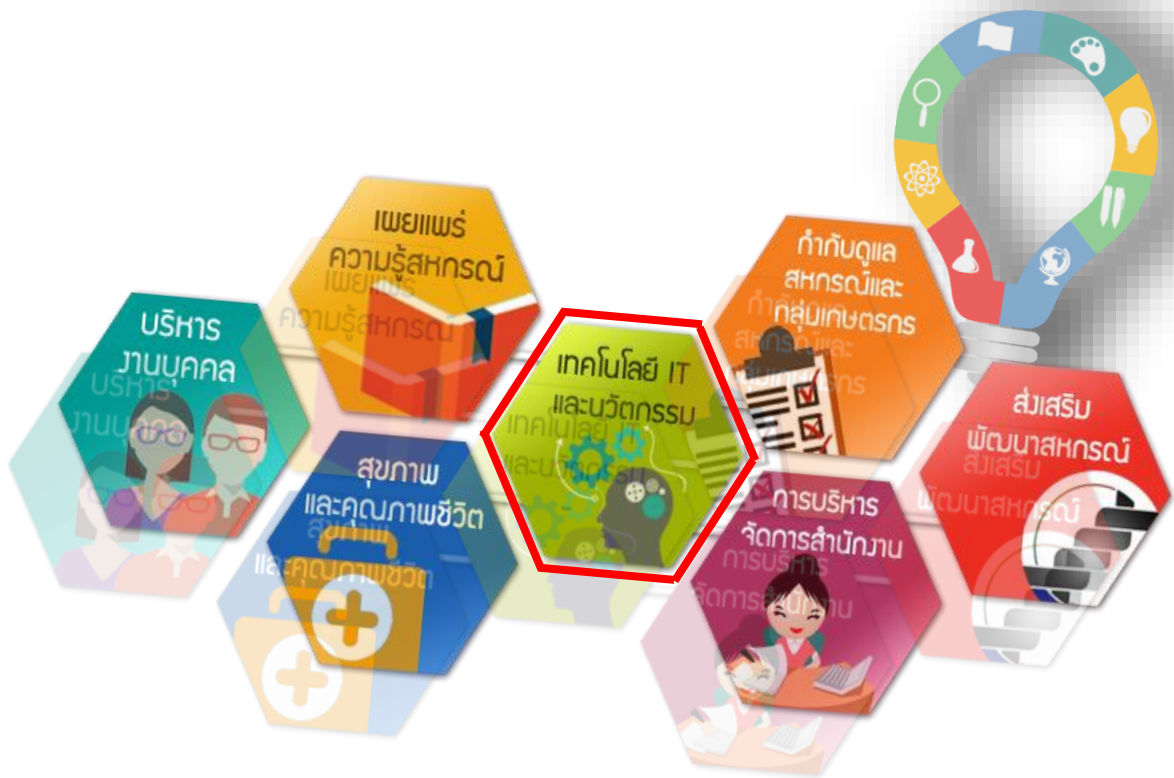 เผยแพร่
ความรู้สหกรณ์
กำกับดูแล
สหกรณ์และ
กลุ่มเกษตรกร
บริหาร
งานบุคคล
เทคโนโลยี IT
และนวัตกรรม
ส่งเสริม
พัฒนาสหกรณ์
สุขภาพ
และคุณภาพชีวิต
การบริหาร
จัดการสำนักงาน